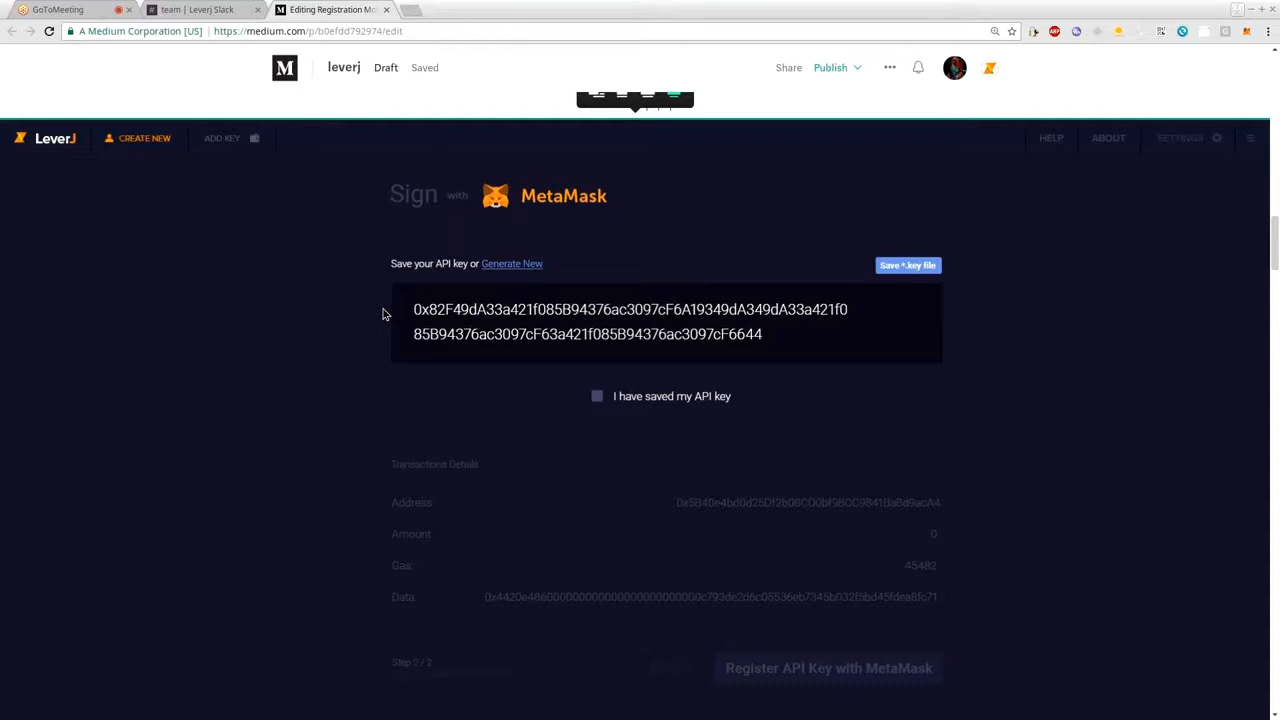 GoToMeeting
# team | Leverj Slack
M Editing Registration Mo
A Medium Corporation [US] https://medium.com/p/b0efdd792974/edit
M leverj Draft Saved Share Publish
LeverJ CREATE NEW ADD KEY HELP ABOUT SETTINGS
Sign with MetaMask
Save your API key or Generate New Save *.key file
0x82F49dA33a421f085B94376ac3097cF6A19349dA349dA33a421f0
85B94376ac3097cF63a421f085B94376ac3097cF6644
I have saved my API key
Transactions Details
Address:
Amount 0
Gas: 45482
Data:
Step 2 / 2 Register API Key with MetaMask